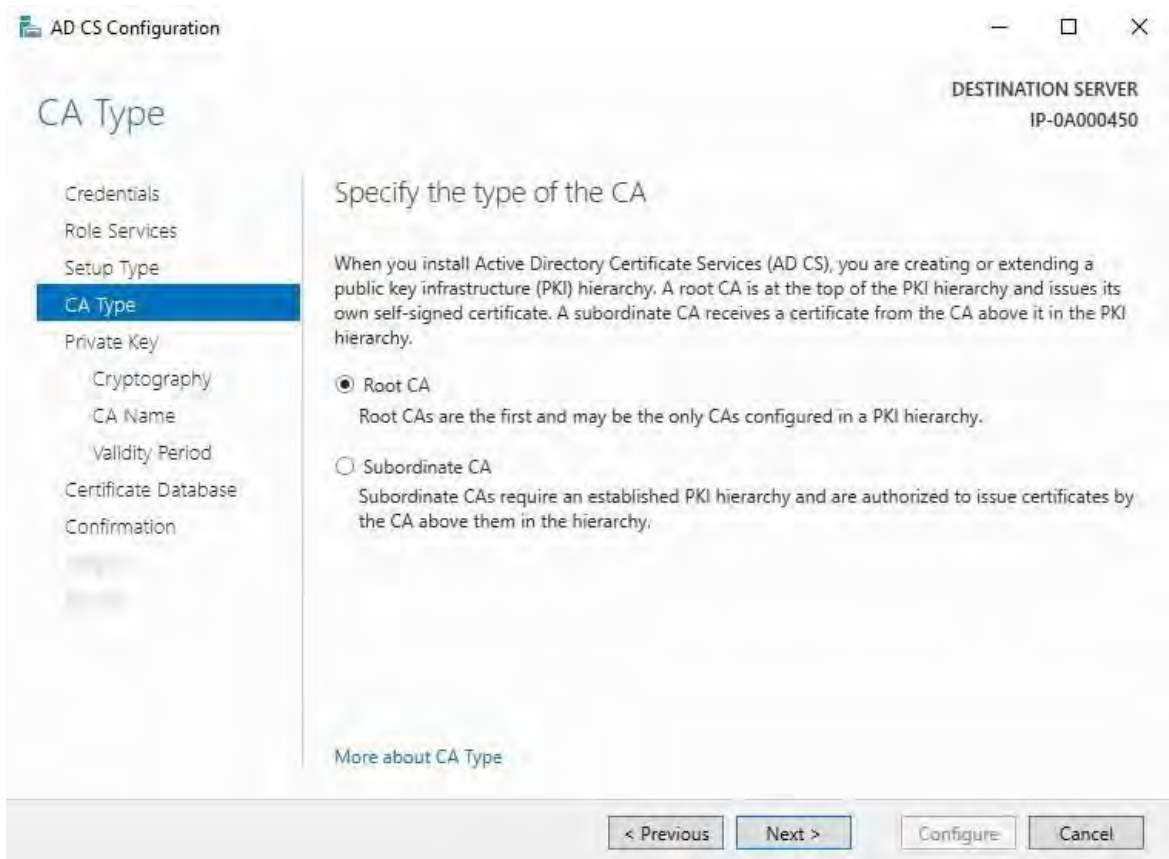 AD CS Configuration
CA Type
DESTINATION SERVER
IP-0A000450
Credentials
Role Services
Setup Type
CA Type
Private Key
Cryptography
CA Name
Validity Period
Certificate Database
Confirmation
Specify the type of the CA
When you install Active Directory Certificate Services (AD CS), you are creating or extending a
public key infrastructure (PKI) hierarchy. A root CA is at the top of the PKI hierarchy and issues its
own self-signed certificate. A subordinate CA receives a certificate from the CA above it in the PKI
hierarchy.
Root CA
Root CAs are the first and may be the only CAs configured in a PKI hierarchy.
Subordinate CA
Subordinate CAs require an established PKI hierarchy and are authorized to issue certificates by
the CA above them in the hierarchy.
More about CA Type
< Previous
Next >
Configure
Cancel